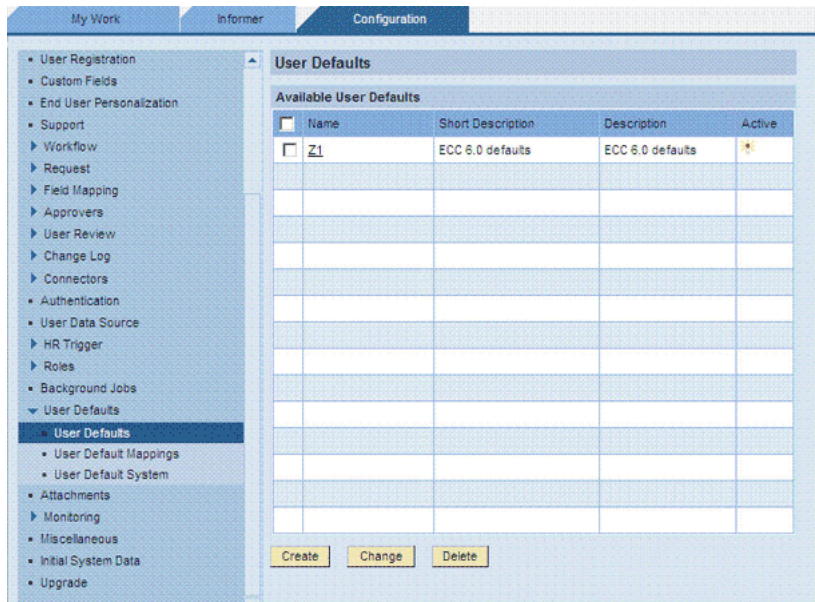 My Work Informer Configuration
User Registration
Custom Fields
End User Personalization
Support
Workflow
Request
Field Mapping
Approvers
User Review
Change Log
Connectors
Authentication
User Data Source
HR Trigger
Roles
Background Jobs
User Defaults
User Defaults
User Default Mappings
User Default System
Attachments
Monitoring
Miscellaneous
Initial System Data
Upgrade
User Defaults
Available User Defaults
Name Short Description Description Active
Z1 ECC 6.0 defaults ECC 6.0 defaults
Create Change Delete